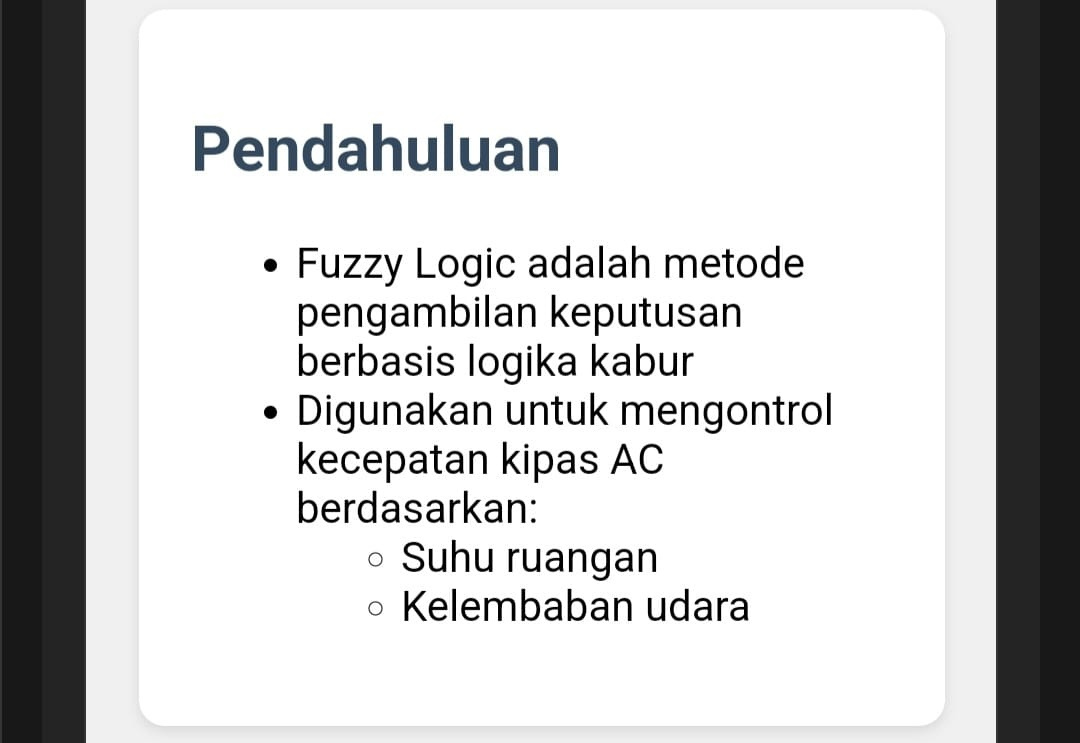 Pendahuluan
• Fuzzy Logic adalah metode
pengambilan keputusan
berbasis logika kabur
• Digunakan untuk mengontrol
kecepatan kipas AC
berdasarkan:
○ Suhu ruangan
○ Kelembaban udara